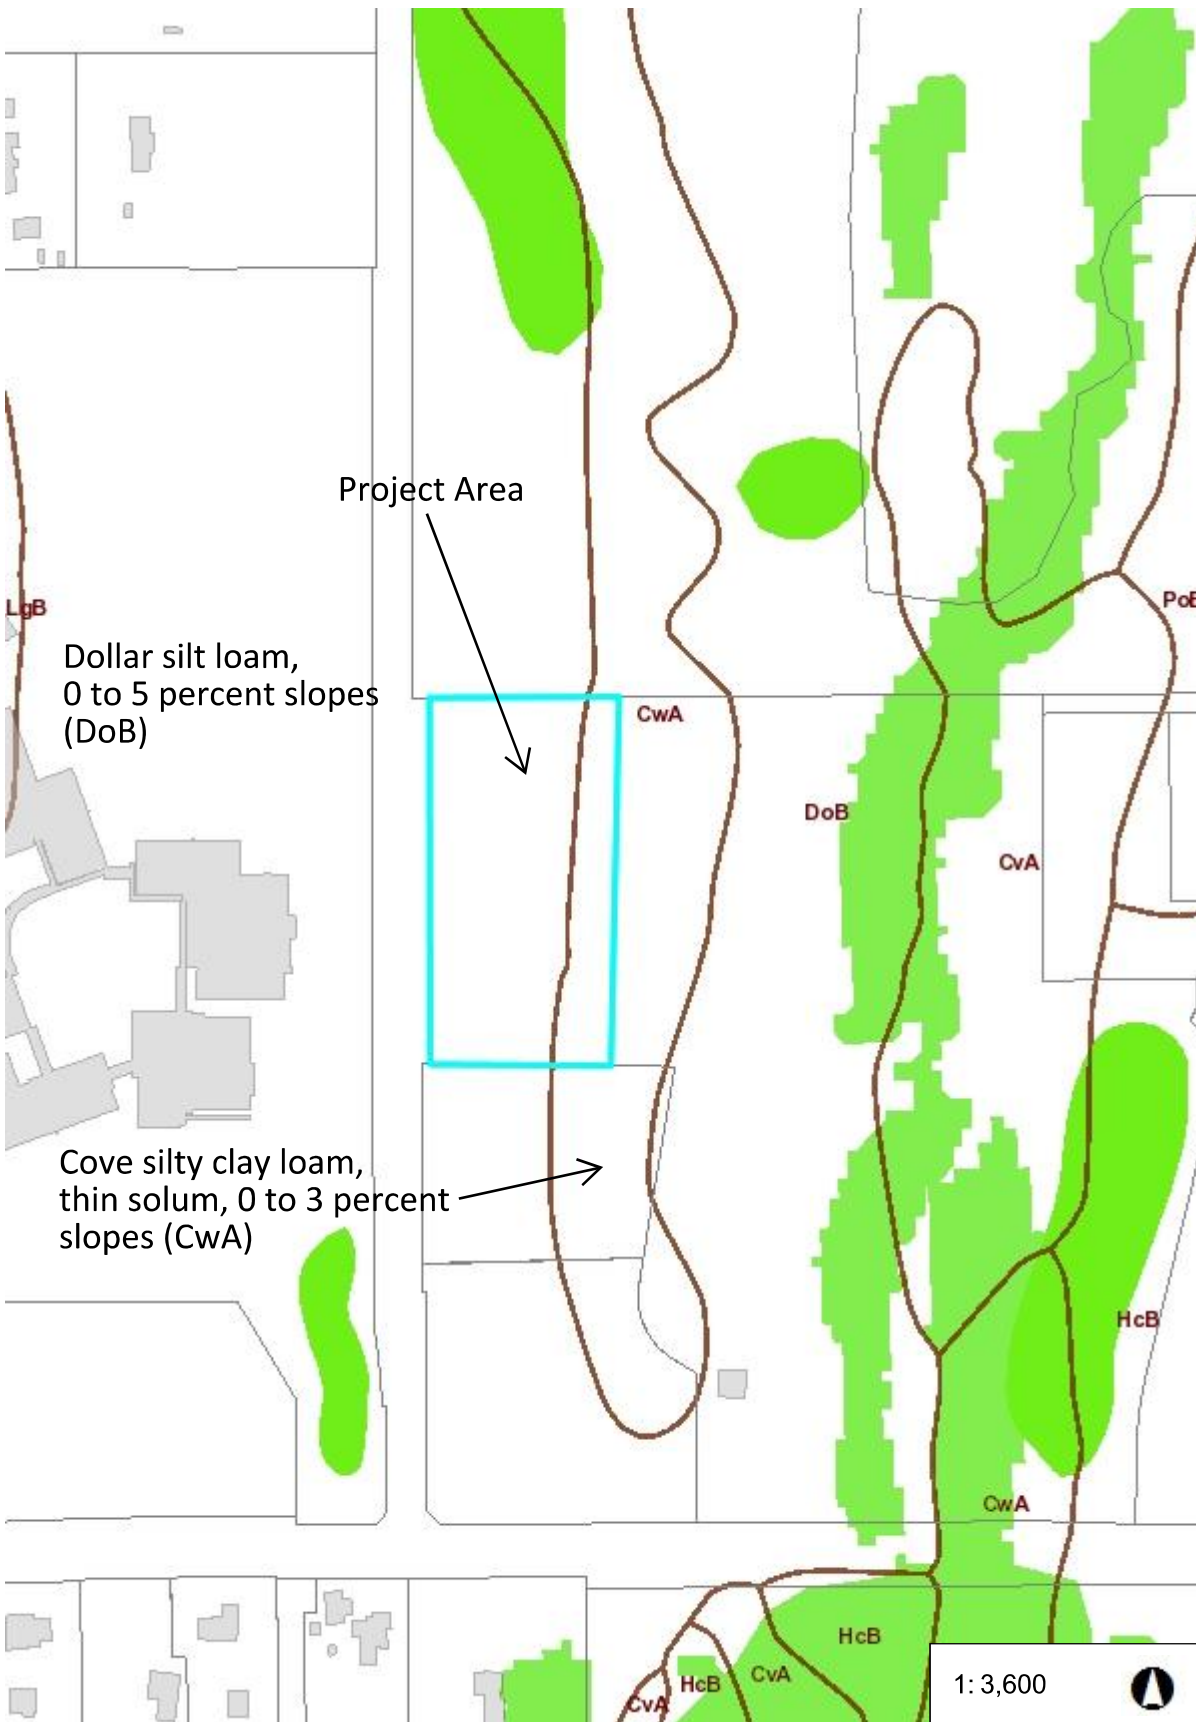 Project Area
LgB
PoB
Dollar silt loam,
0 to 5 percent slopes
(DoB)
CwA
DoB
CvA
Cove silty clay loam,
thin solum, 0 to 3 percent
slopes (CwA)
HcB
CwA
HcB
CvA
HcB
CvA
1: 3,600